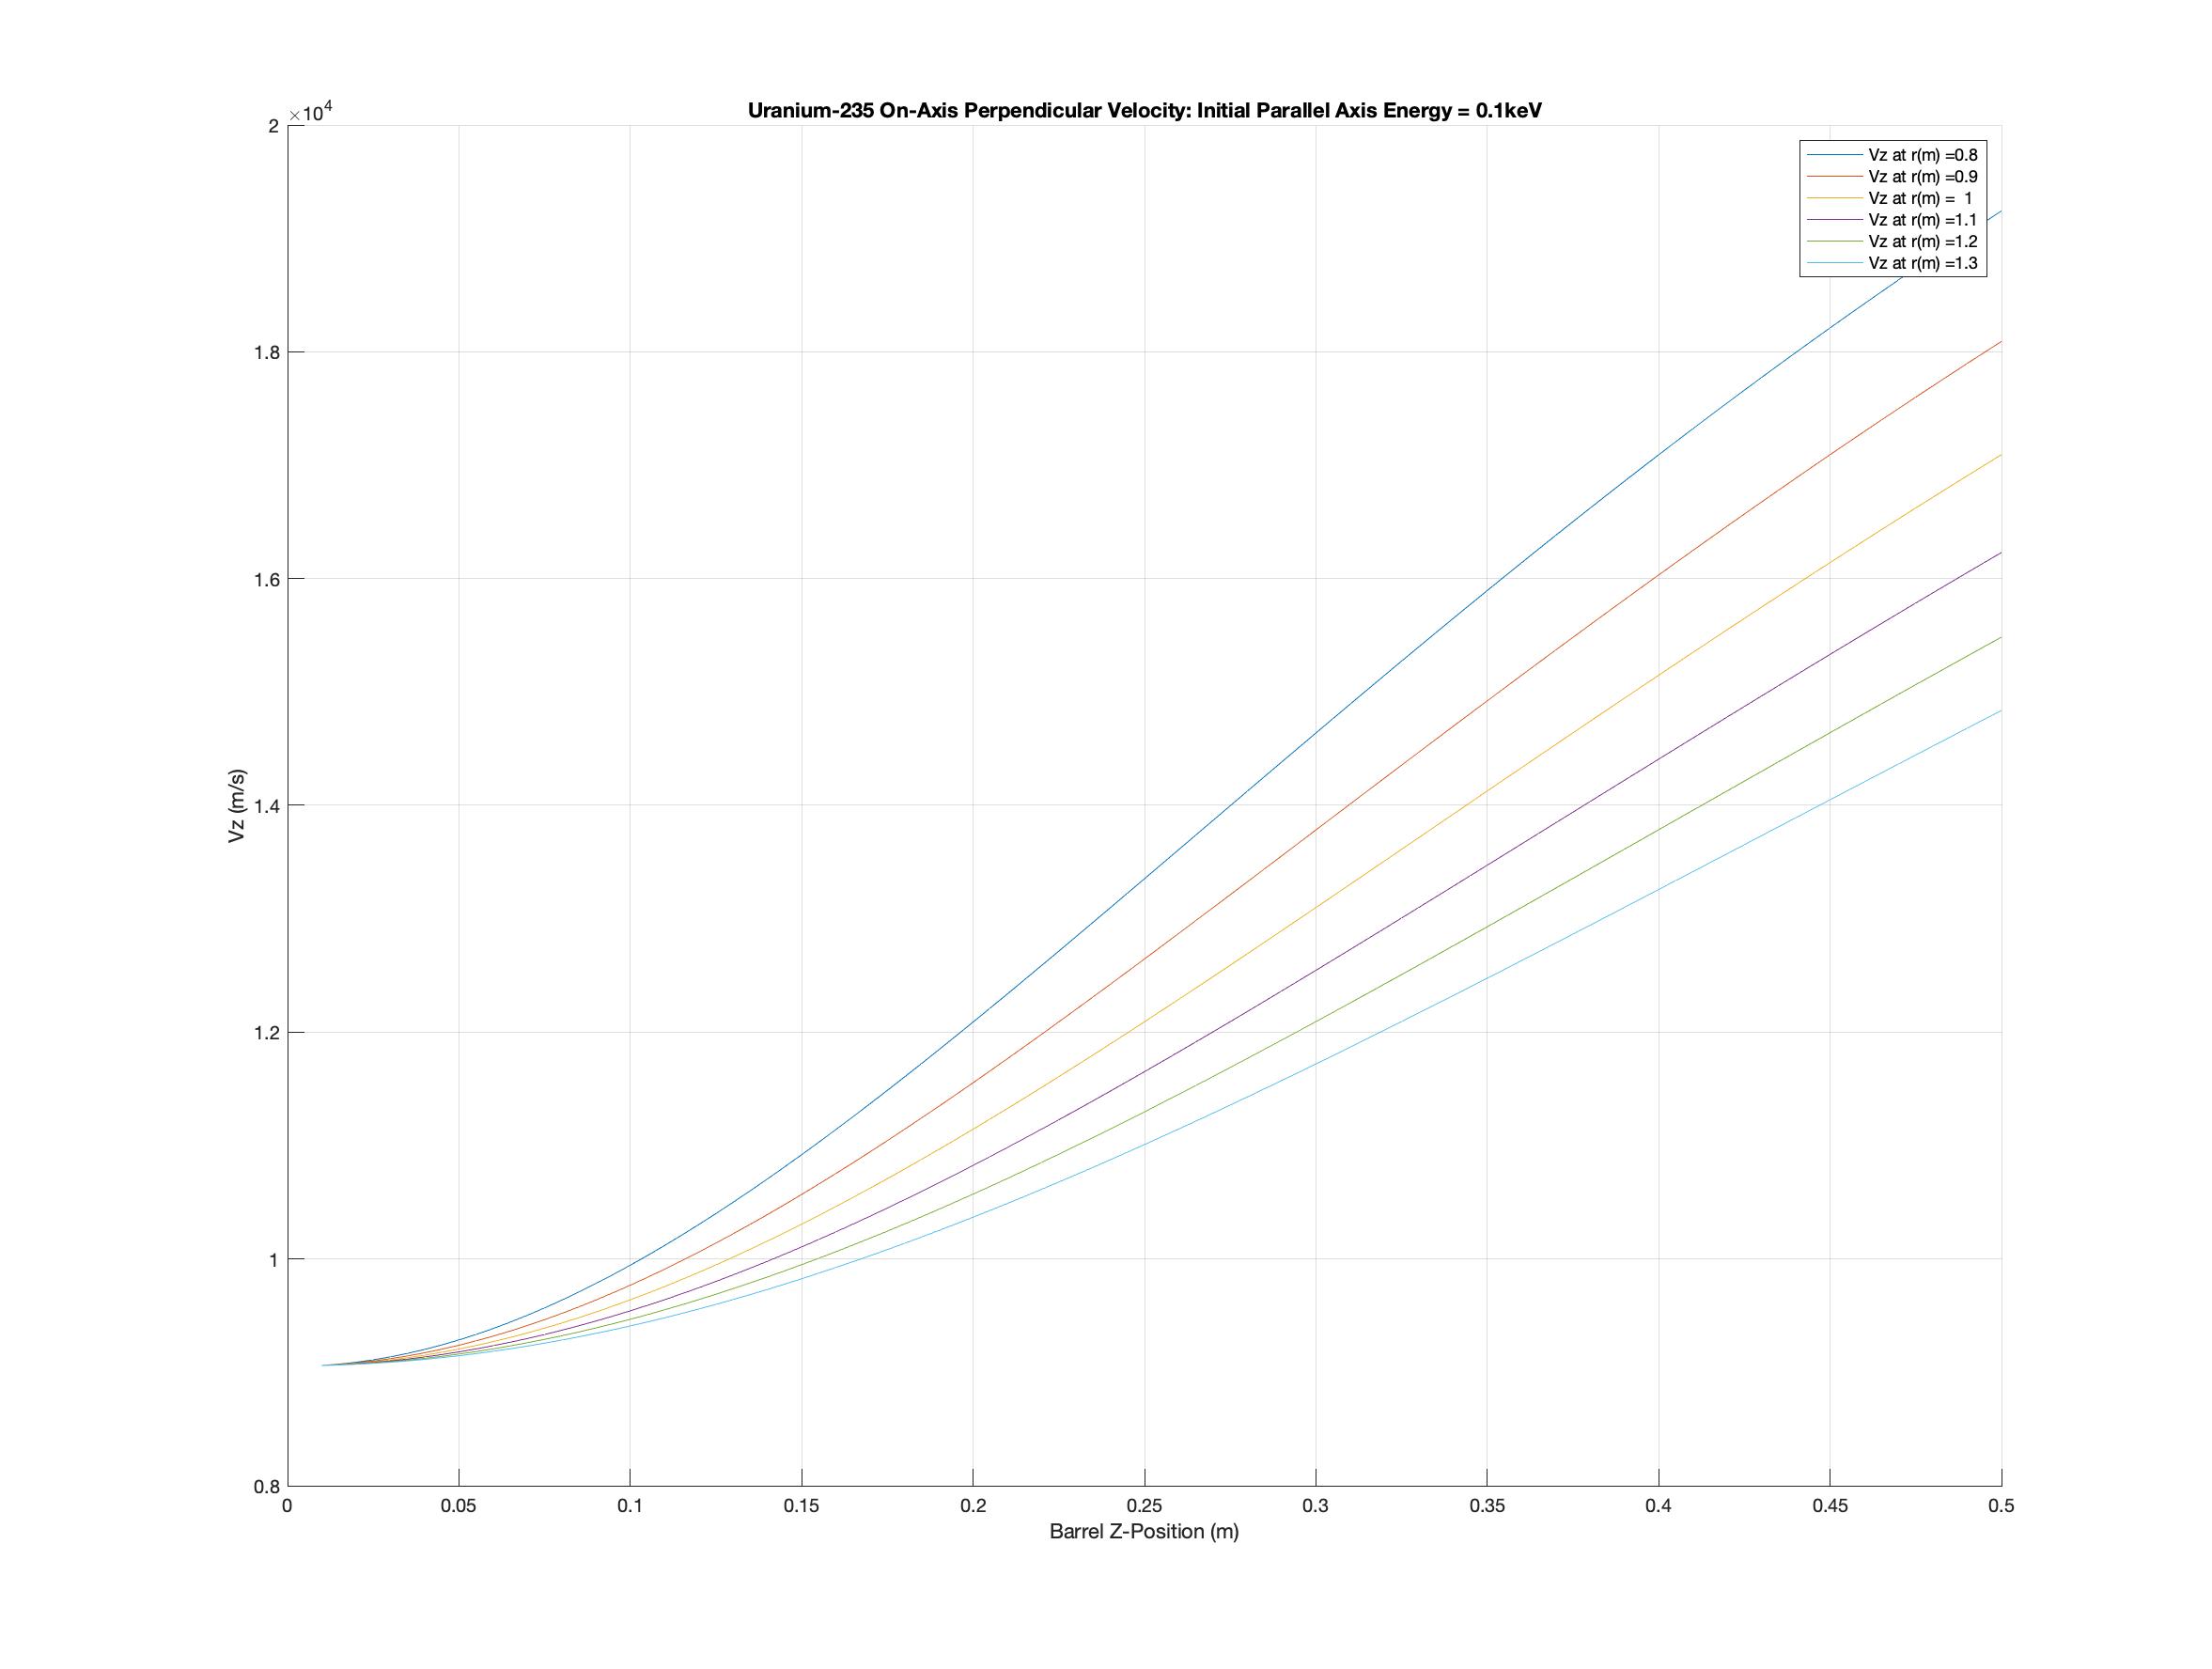 Uranium-235 On-Axis Perpendicular Velocity: Initial Parallel Axis Energy = 0.1keV
×10⁴
2
1.8
1.6
1.4
1.2
1
0.8
Vz (m/s)
Vz at r(m) =0.8
Vz at r(m) =0.9
Vz at r(m) =  1
Vz at r(m) =1.1
Vz at r(m) =1.2
Vz at r(m) =1.3
0 0.05 0.1 0.15 0.2 0.25 0.3 0.35 0.4 0.45 0.5
Barrel Z-Position (m)